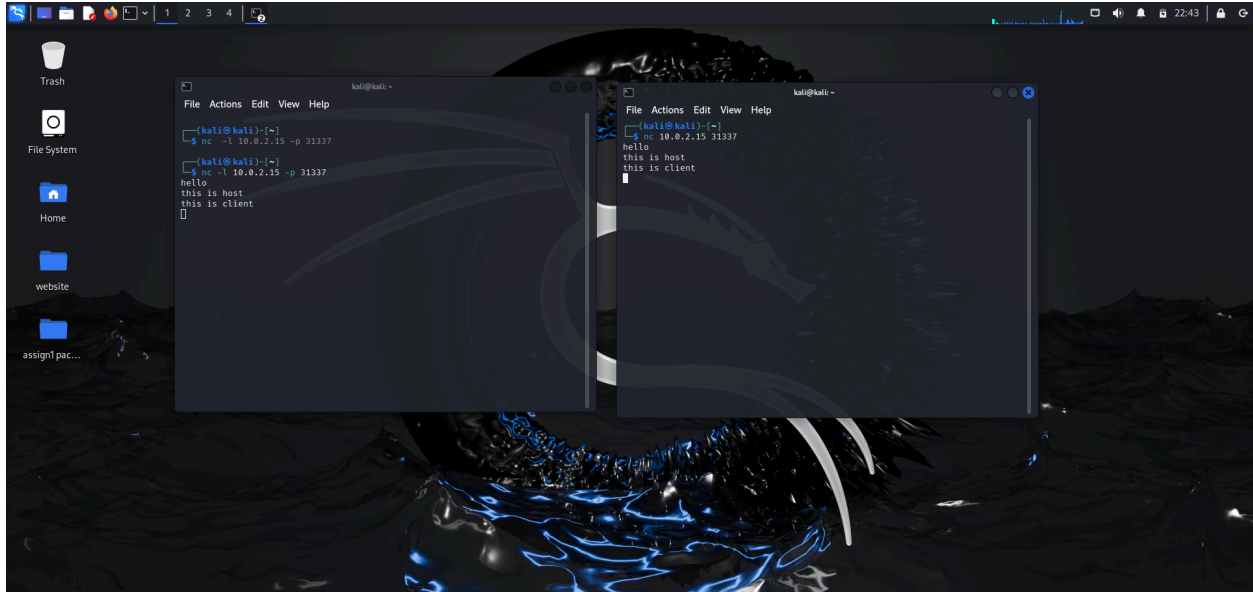 1 2 3 4
2
22:43
Trash
File System
Home
website
assign1 pac...
kali@kali: ~
File Actions Edit View Help
┌──(kali㉿kali)-[~]
└─$ nc  -l 10.0.2.15 -p 31337
┌──(kali㉿kali)-[~]
└─$ nc -l 10.0.2.15 -p 31337
hello
this is host
this is client
kali@kali: ~
File Actions Edit View Help
┌──(kali㉿kali)-[~]
└─$ nc 10.0.2.15 31337
hello
this is host
this is client